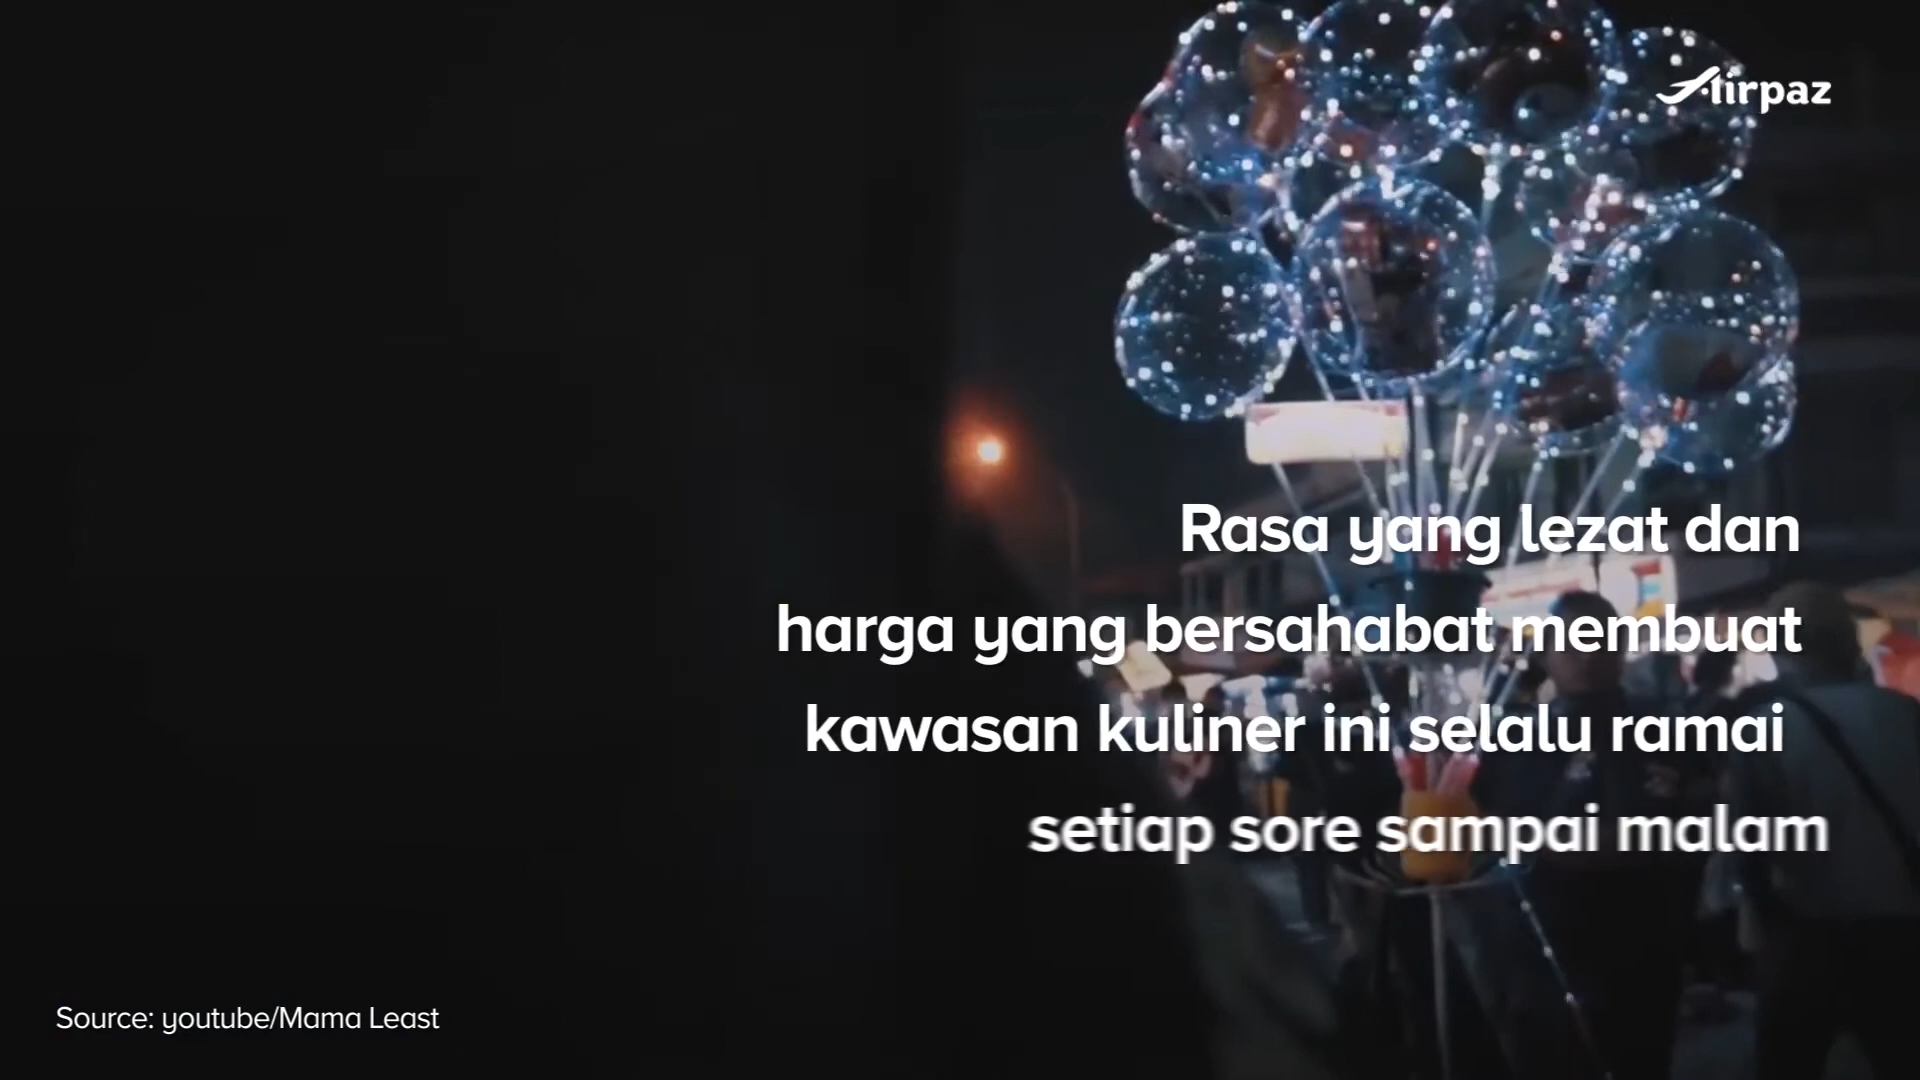 Airpaz
Rasa yang lezat dan
harga yang bersahabat membuat
kawasan kuliner ini selalu ramai
setiap sore sampai malam
Source: youtube/Mama Least